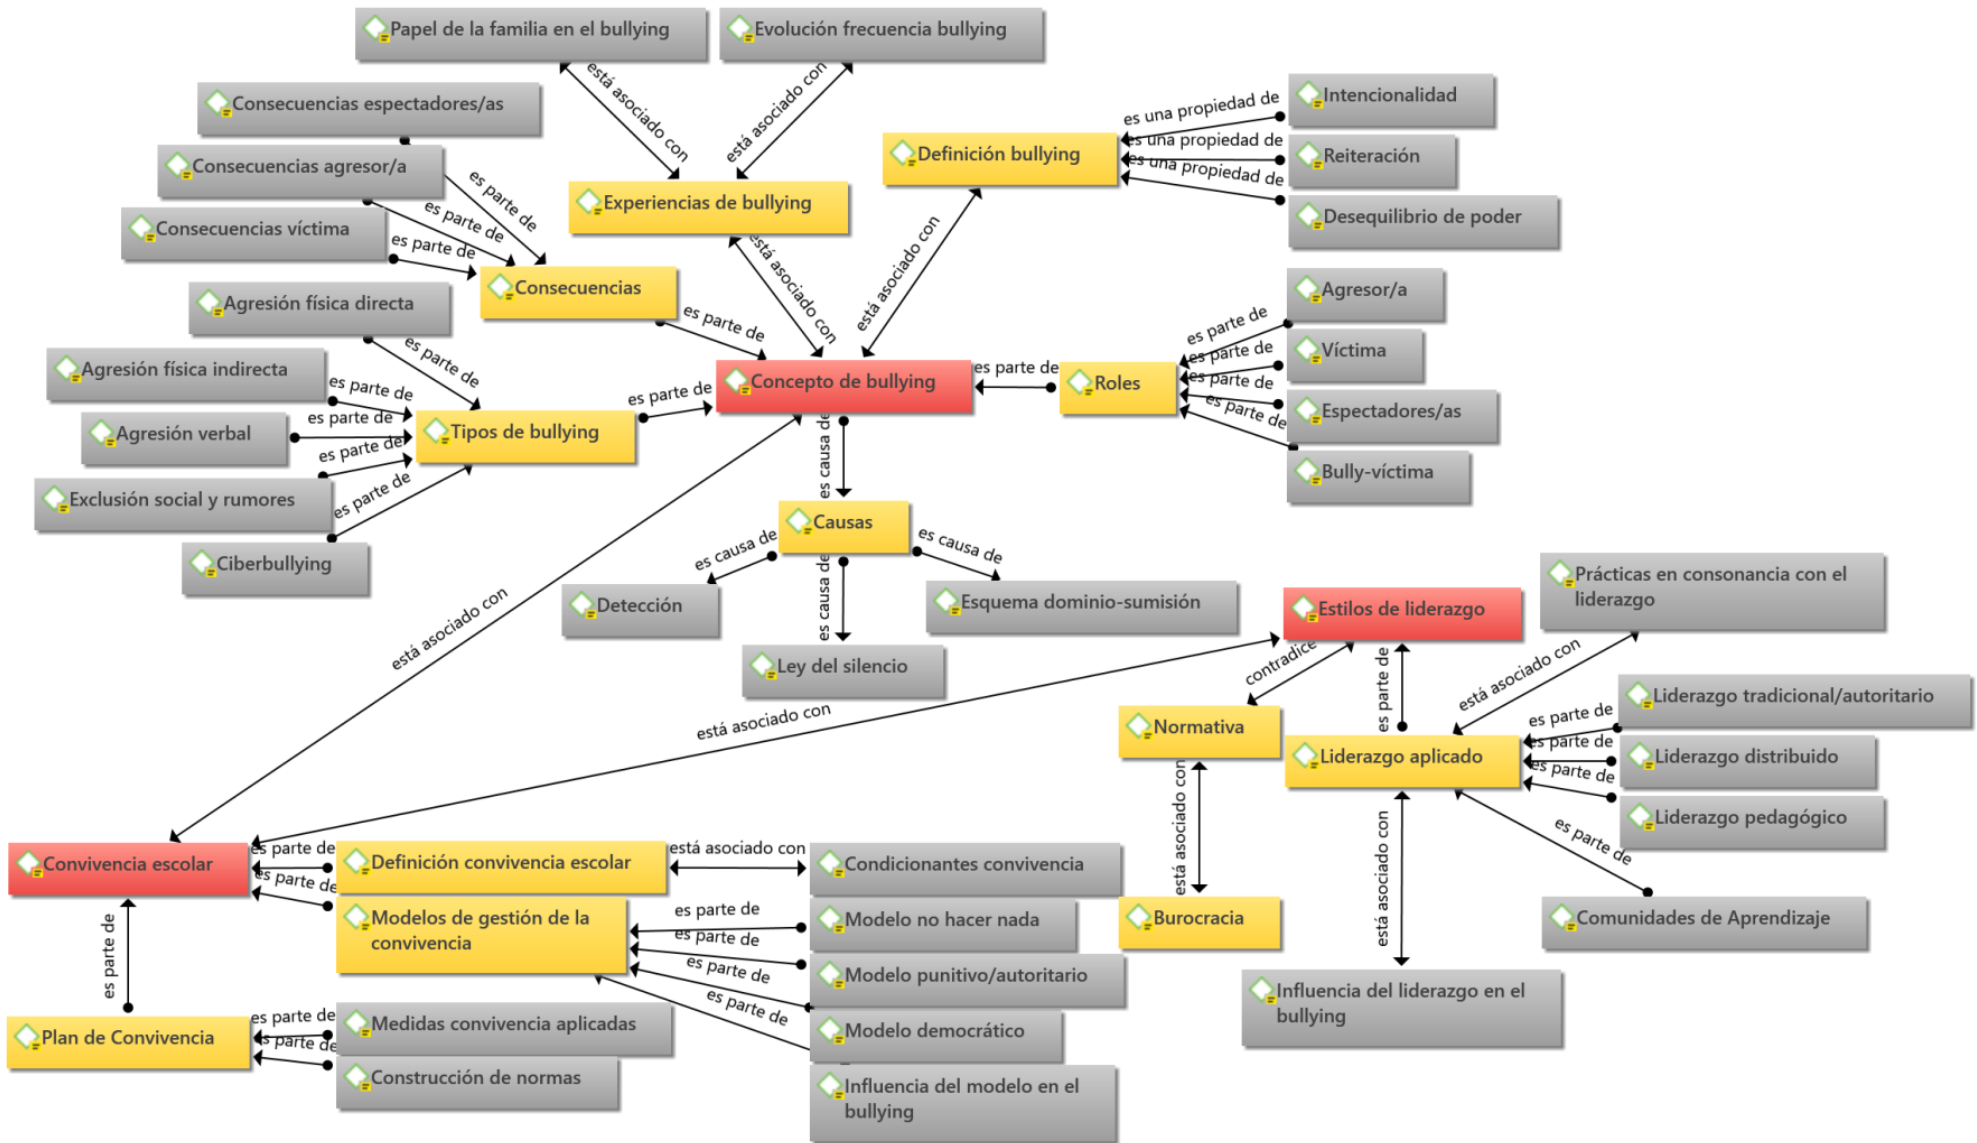 Papel de la familia en el bullying
Evolución frecuencia bullying
está asociado con
está asociado con
Consecuencias espectadores/as
Consecuencias agresor/a
Consecuencias víctima
es parte de
es parte de
es parte de
Experiencias de bullying
Definición bullying
es una propiedad de
es una propiedad de
es una propiedad de
Intencionalidad
Reiteración
Desequilibrio de poder
Consecuencias
está asociado con
está asociado con
es parte de
Agresión física directa
Agresión física indirecta
Agresión verbal
Exclusión social y rumores
Ciberbullying
es parte de
es parte de
es parte de
es parte de
es parte de
Tipos de bullying
es parte de
Concepto de bullying
es parte de
Roles
es parte de
es parte de
es parte de
es parte de
Agresor/a
Víctima
Espectadores/as
Bully-víctima
es causa de
Causas
es causa de
es causa de
es causa de
Detección
Ley del silencio
Esquema dominio-sumisión
está asociado con
está asociado con
Estilos de liderazgo
Prácticas en consonancia con el
liderazgo
contradice
es parte de
está asociado con
Normativa
Liderazgo aplicado
es parte de
es parte de
es parte de
Liderazgo tradicional/autoritario
Liderazgo distribuido
Liderazgo pedagógico
está asociado con
está asociado con
es parte de
Burocracia
Comunidades de Aprendizaje
Influencia del liderazgo en el
bullying
Convivencia escolar
es parte de
es parte de
Definición convivencia escolar
está asociado con
Condicionantes convivencia
Modelos de gestión de la
convivencia
es parte de
es parte de
es parte de
es parte de
Modelo no hacer nada
Modelo punitivo/autoritario
Modelo democrático
Influencia del modelo en el
bullying
es parte de
Plan de Convivencia
es parte de
es parte de
Medidas convivencia aplicadas
Construcción de normas